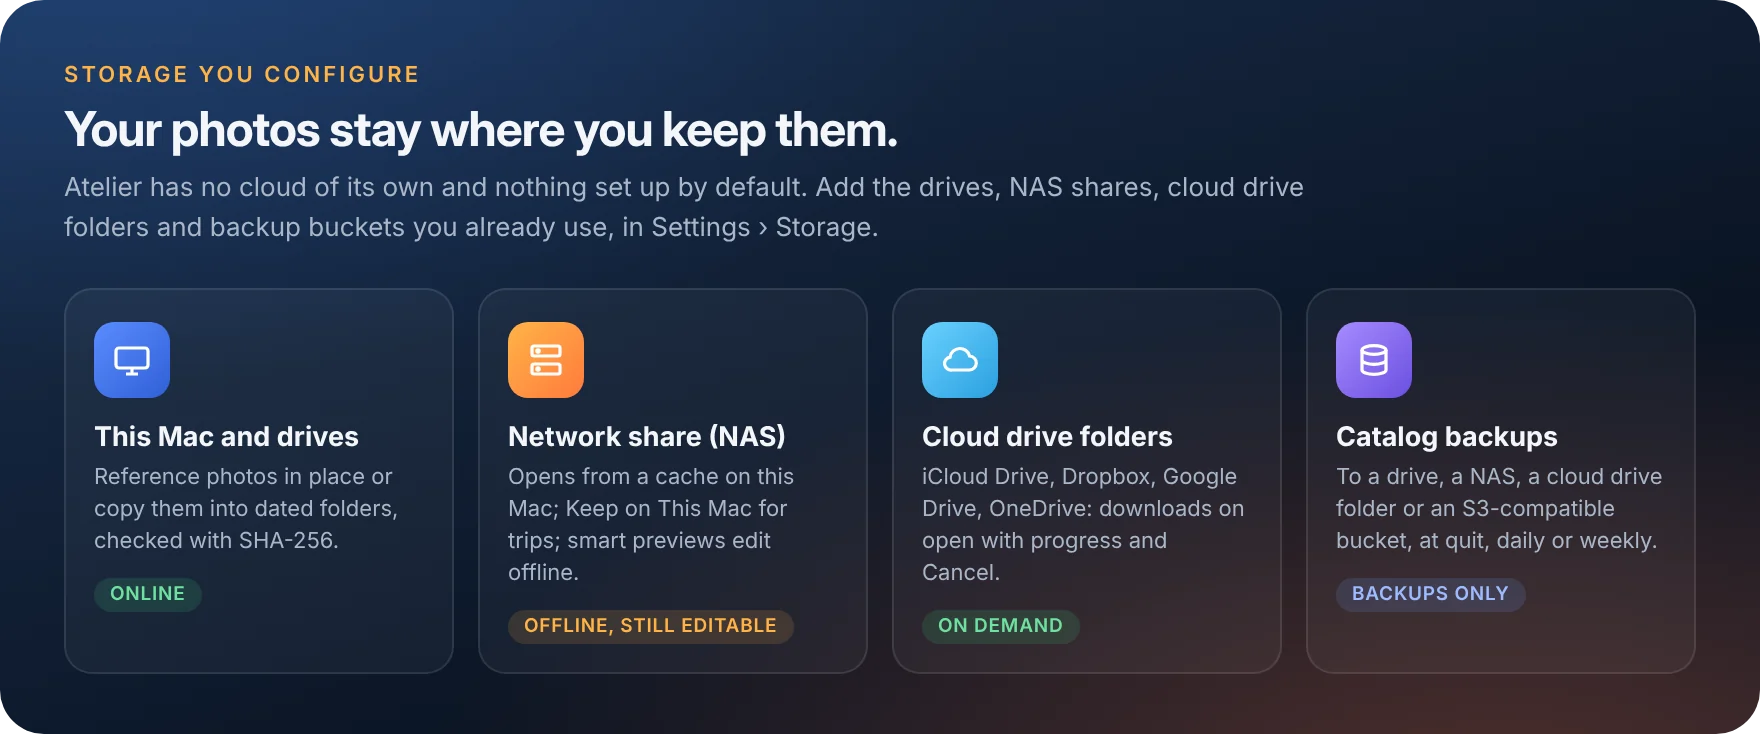 STORAGE YOU CONFIGURE
Your photos stay where you keep them.
Atelier has no cloud of its own and nothing set up by default. Add the drives, NAS shares, cloud drive
folders and backup buckets you already use, in Settings › Storage.
This Mac and drives
Reference photos in place or
copy them into dated folders,
checked with SHA-256.
ONLINE
Network share (NAS)
Opens from a cache on this
Mac; Keep on This Mac for
trips; smart previews edit
offline.
OFFLINE, STILL EDITABLE
Cloud drive folders
iCloud Drive, Dropbox, Google
Drive, OneDrive: downloads on
open with progress and
Cancel.
ON DEMAND
Catalog backups
To a drive, a NAS, a cloud drive
folder or an S3-compatible
bucket, at quit, daily or weekly.
BACKUPS ONLY